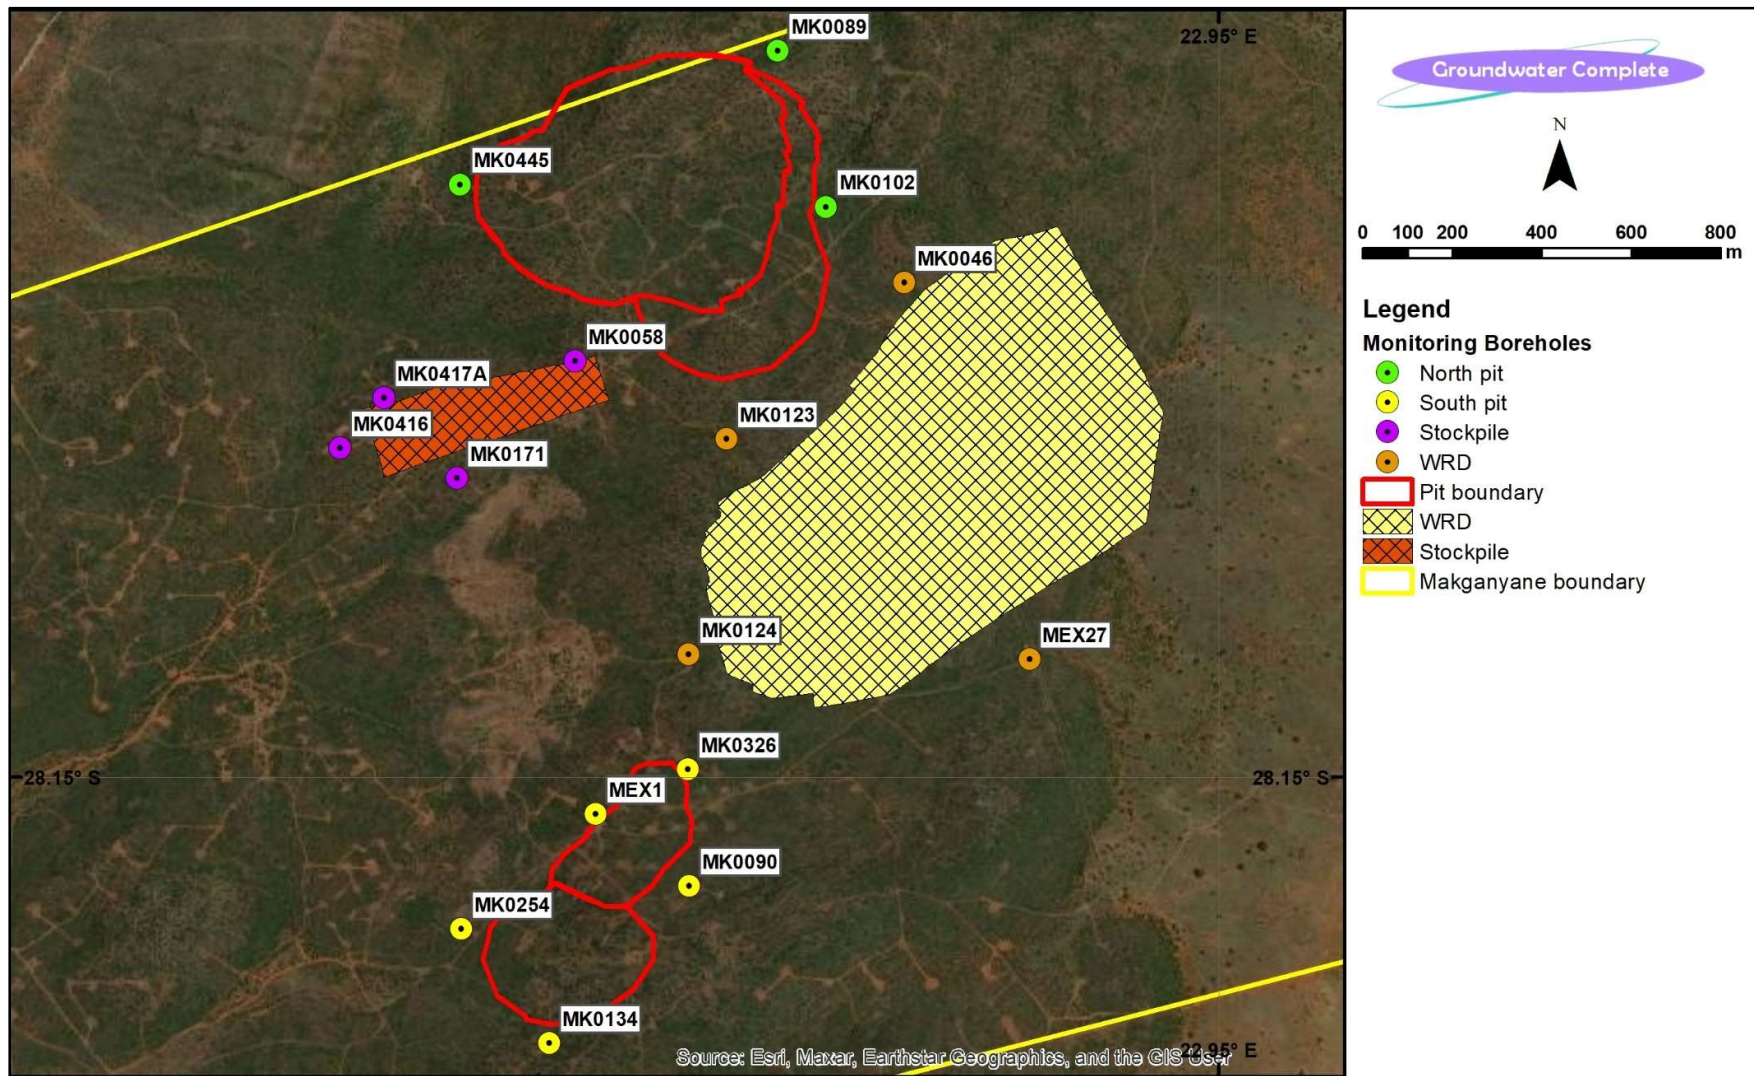 MK0089
22.95° E
MK0445
MK0102
MK0046
MK0058
MK0417A
MK0416
MK0123
MK0171
MK0124
MEX27
MK0326
28.15° S
28.15° S
MEX1
MK0090
MK0254
MK0134
22.95° E
Source: Esri, Maxar, Earthstar Geographics, and the GIS User
Groundwater Complete
N
0 100 200 400 600 800
m
Legend
Monitoring Boreholes
North pit
South pit
Stockpile
WRD
Pit boundary
WRD
Stockpile
Makganyane boundary